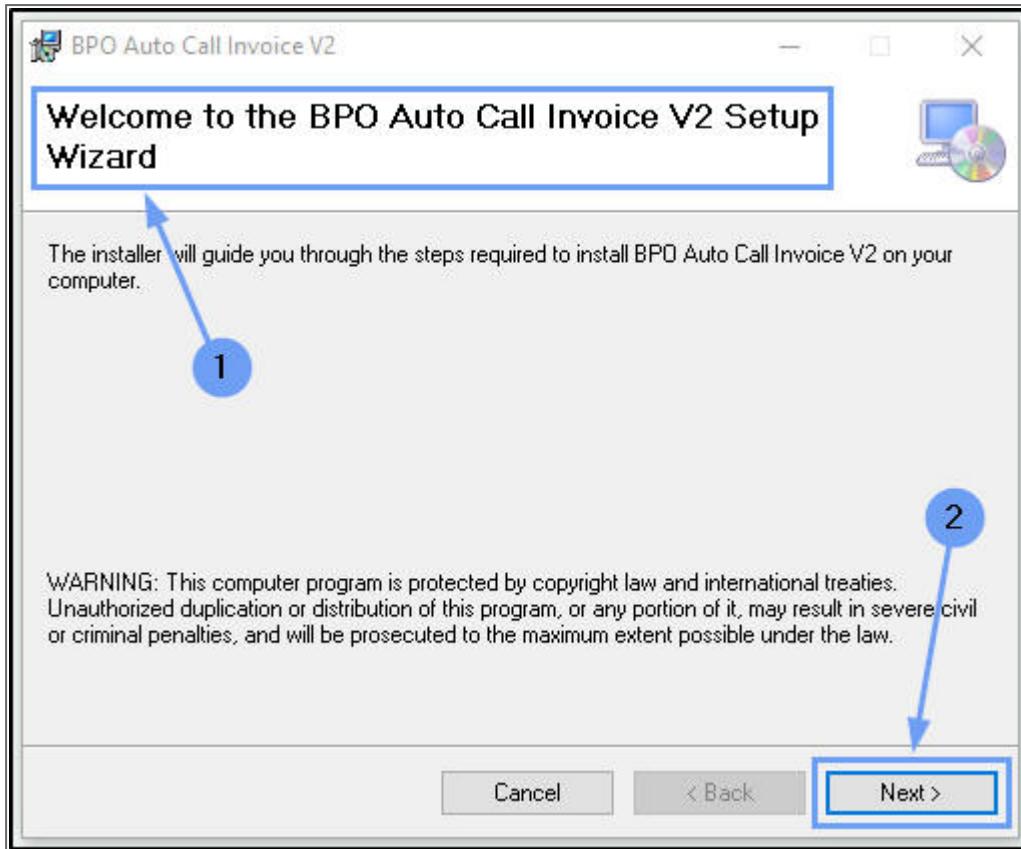 BPO Auto Call Invoice V2
Welcome to the BPO Auto Call Invoice V2 Setup
Wizard
The installer will guide you through the steps required to install BPO Auto Call Invoice V2 on your
computer.
1
2
WARNING: This computer program is protected by copyright law and international treaties.
Unauthorized duplication or distribution of this program, or any portion of it, may result in severe civil
or criminal penalties, and will be prosecuted to the maximum extent possible under the law.
Cancel
< Back
Next >